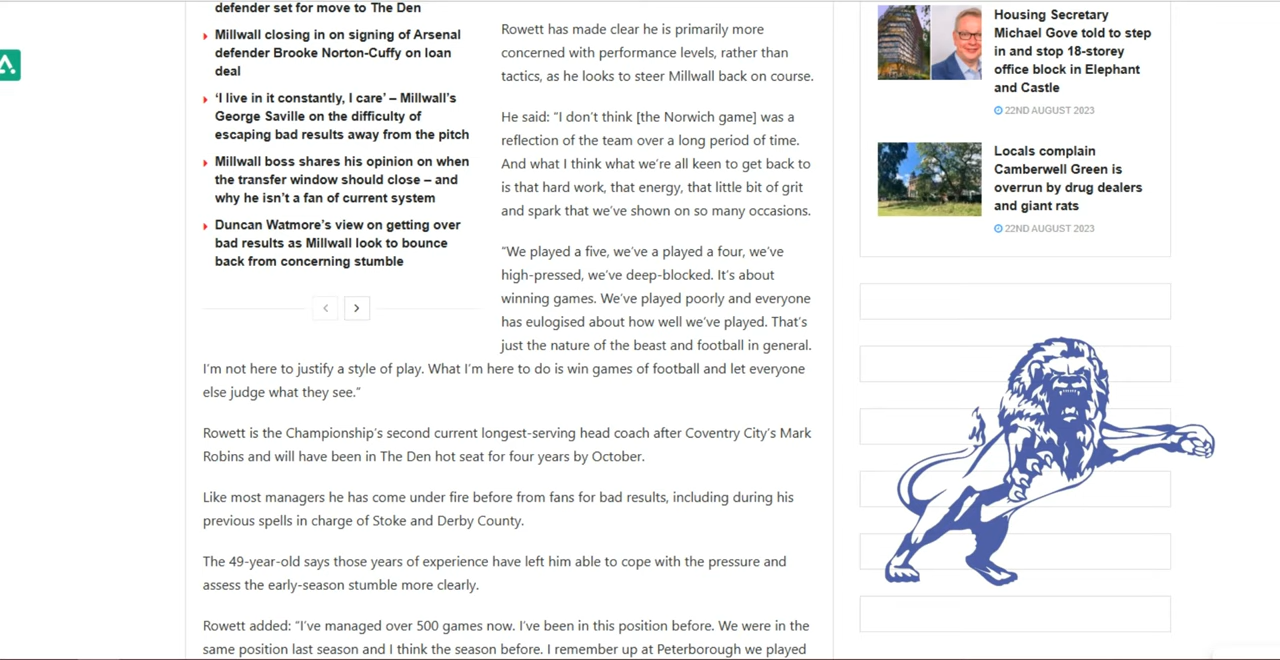 defender set for move to The Den
Millwall closing in on signing of Arsenal
defender Brooke Norton-Cuffy on loan
deal
‘I live in it constantly, I care’ – Millwall’s
George Saville on the difficulty of
escaping bad results away from the pitch
Millwall boss shares his opinion on when
the transfer window should close – and
why he isn’t a fan of current system
Duncan Watmore’s view on getting over
bad results as Millwall look to bounce
back from concerning stumble
Rowett has made clear he is primarily more
concerned with performance levels, rather than
tactics, as he looks to steer Millwall back on course.
He said: “I don’t think [the Norwich game] was a
reflection of the team over a long period of time.
And what I think what we’re all keen to get back to
is that hard work, that energy, that little bit of grit
and spark that we’ve shown on so many occasions.
“We played a five, we’ve a played a four, we’ve
high-pressed, we’ve deep-blocked. It’s about
winning games. We’ve played poorly and everyone
has eulogised about how well we’ve played. That’s
just the nature of the beast and football in general.
I’m not here to justify a style of play. What I’m here to do is win games of football and let everyone
else judge what they see.”
Rowett is the Championship’s second current longest-serving head coach after Coventry City’s Mark
Robins and will have been in The Den hot seat for four years by October.
Like most managers he has come under fire before from fans for bad results, including during his
previous spells in charge of Stoke and Derby County.
The 49-year-old says those years of experience have left him able to cope with the pressure and
assess the early-season stumble more clearly.
Rowett added: “I’ve managed over 500 games now. I’ve been in this position before. We were in the
same position last season and I think the season before. I remember up at Peterborough we played
Housing Secretary
Michael Gove told to step
in and stop 18-storey
office block in Elephant
and Castle
22ND AUGUST 2023
Locals complain
Camberwell Green is
overrun by drug dealers
and giant rats
22ND AUGUST 2023